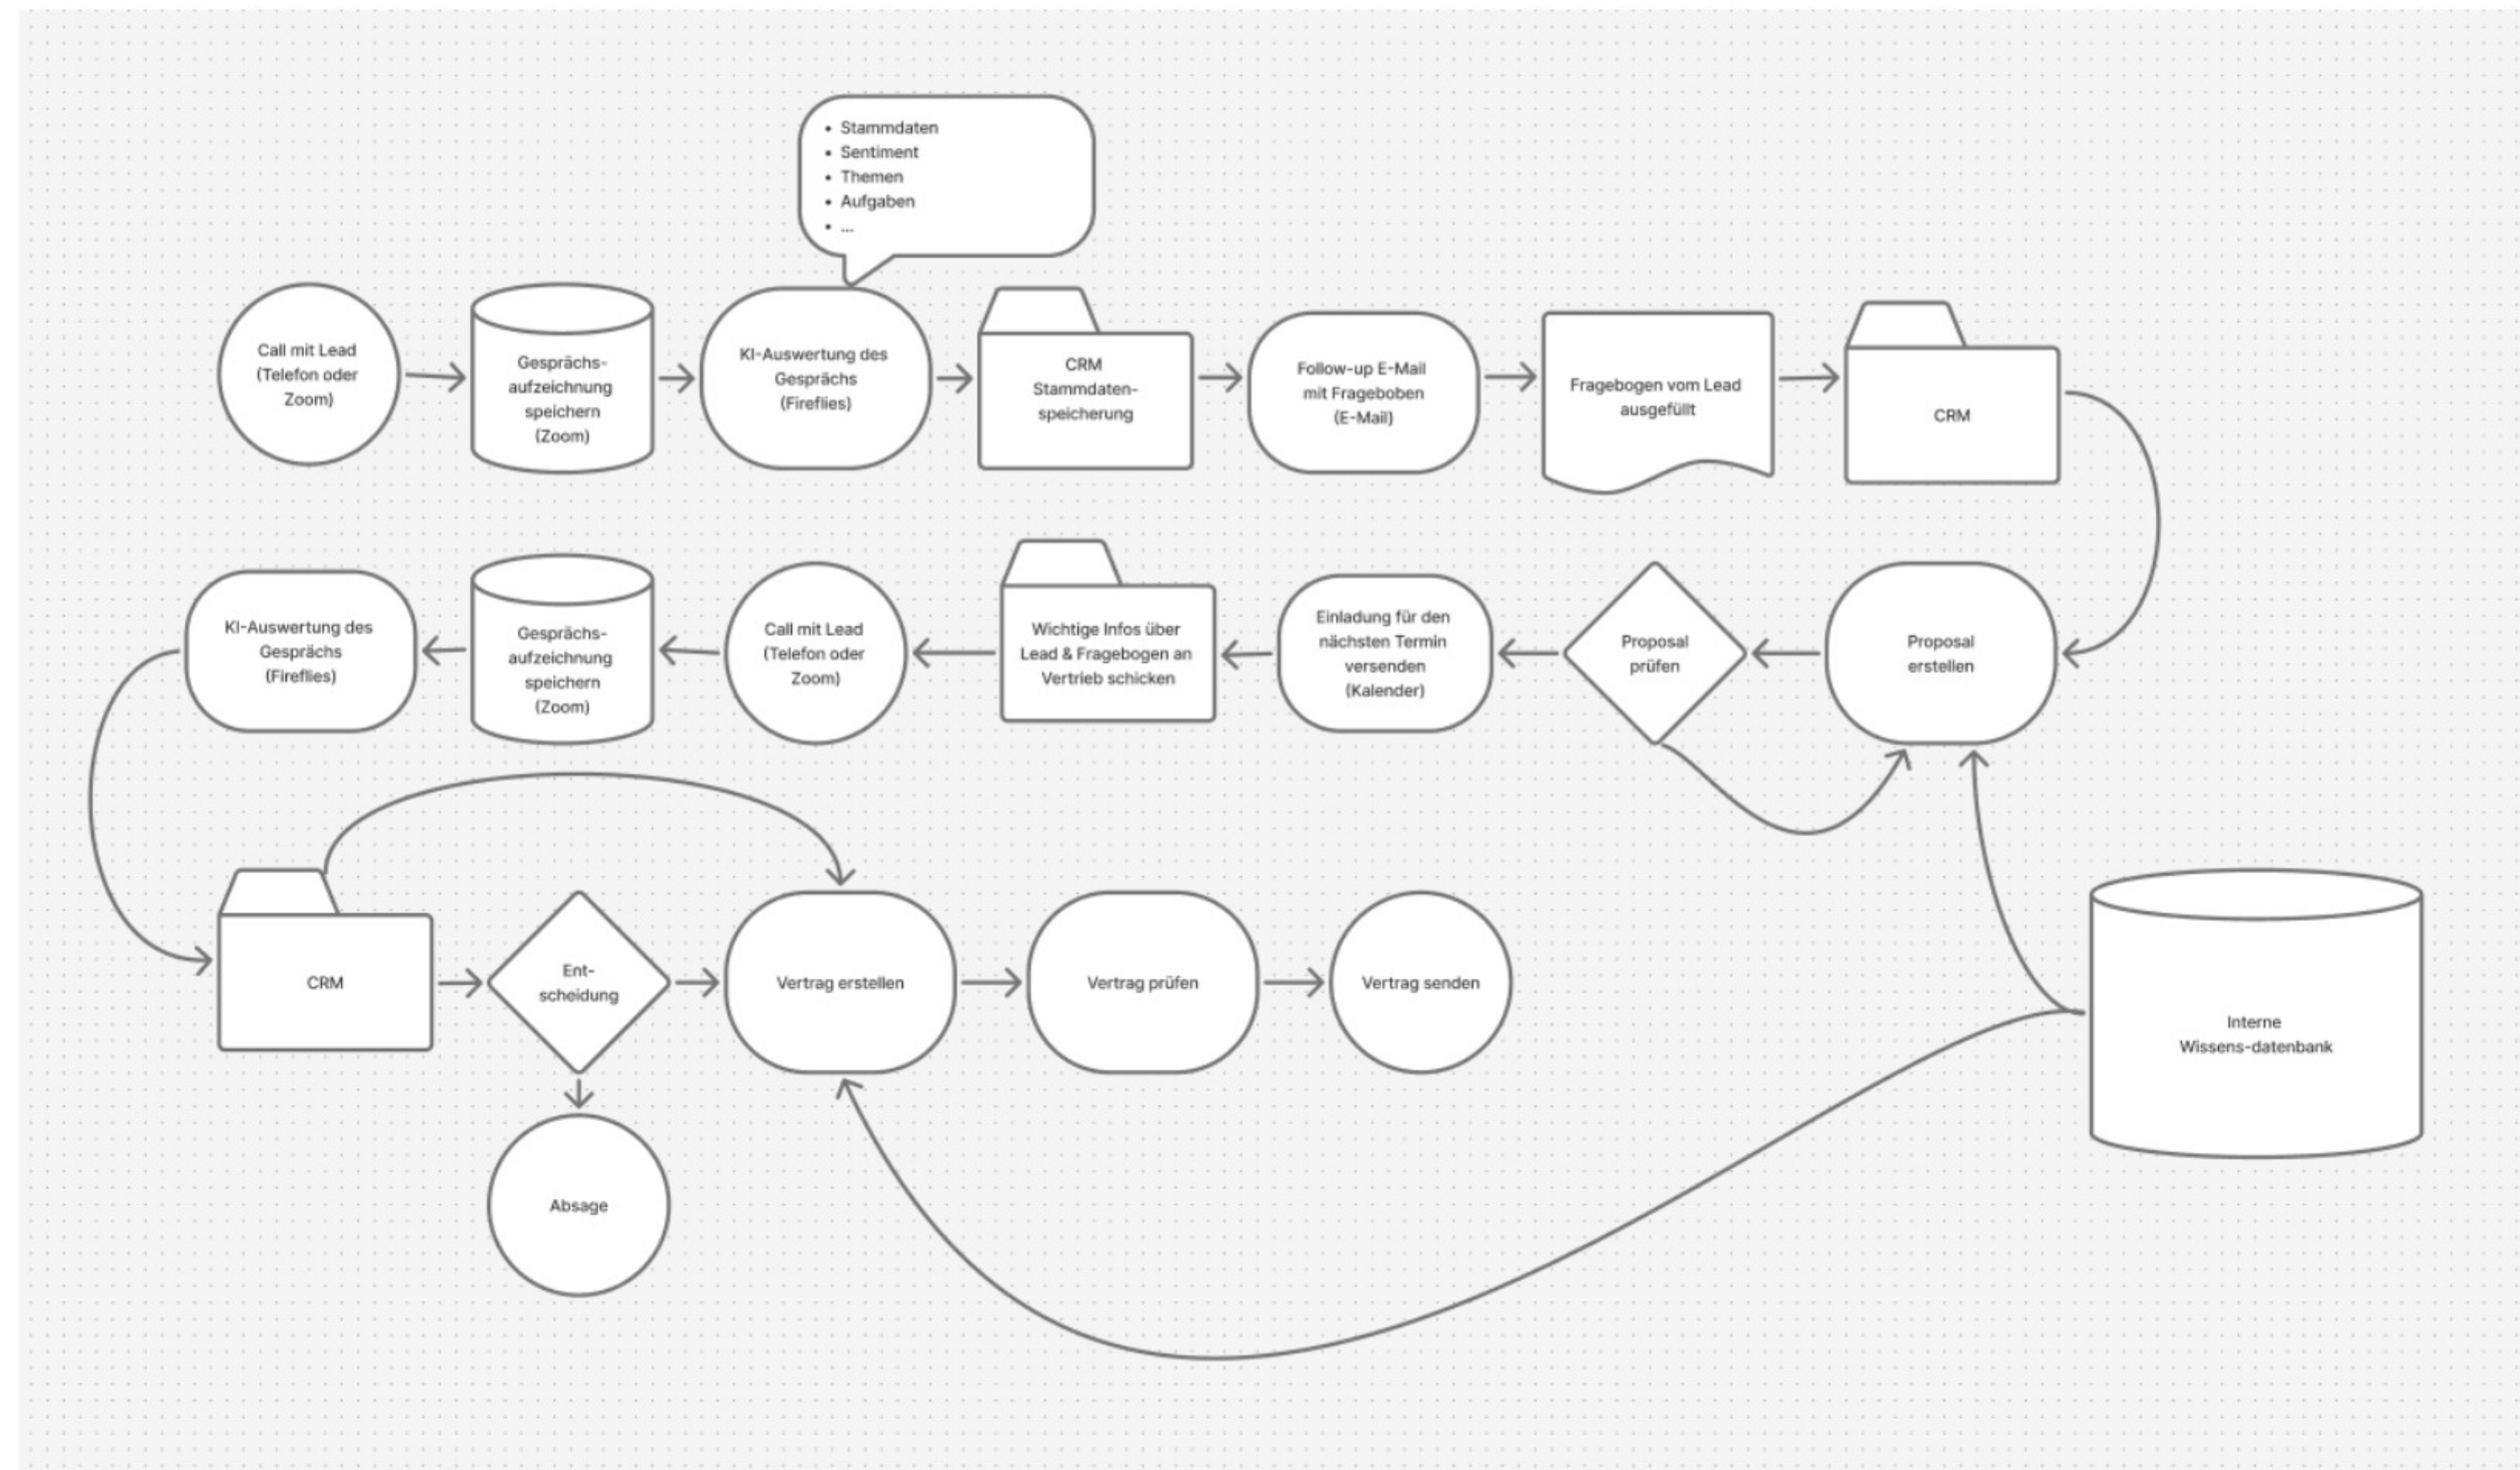 • Stammdaten
• Sentiment
• Themen
• Aufgaben
• ...
Call mit Lead
(Telefon oder
Zoom)
Gesprächs-
aufzeichnung
speichern
(Zoom)
KI-Auswertung des
Gesprächs
(Fireflies)
CRM
Stammdaten-
speicherung
Follow-up E-Mail
mit Frageboben
(E-Mail)
Fragebogen vom Lead
ausgefüllt
CRM
Proposal
erstellen
Proposal
prüfen
Einladung für den
nächsten Termin
versenden
(Kalender)
Wichtige Infos über
Lead & Fragebogen an
Vertrieb schicken
Call mit Lead
(Telefon oder
Zoom)
Gesprächs-
aufzeichnung
speichern
(Zoom)
KI-Auswertung des
Gesprächs
(Fireflies)
CRM
Ent-
scheidung
Vertrag erstellen
Vertrag prüfen
Vertrag senden
Absage
Interne
Wissens-datenbank